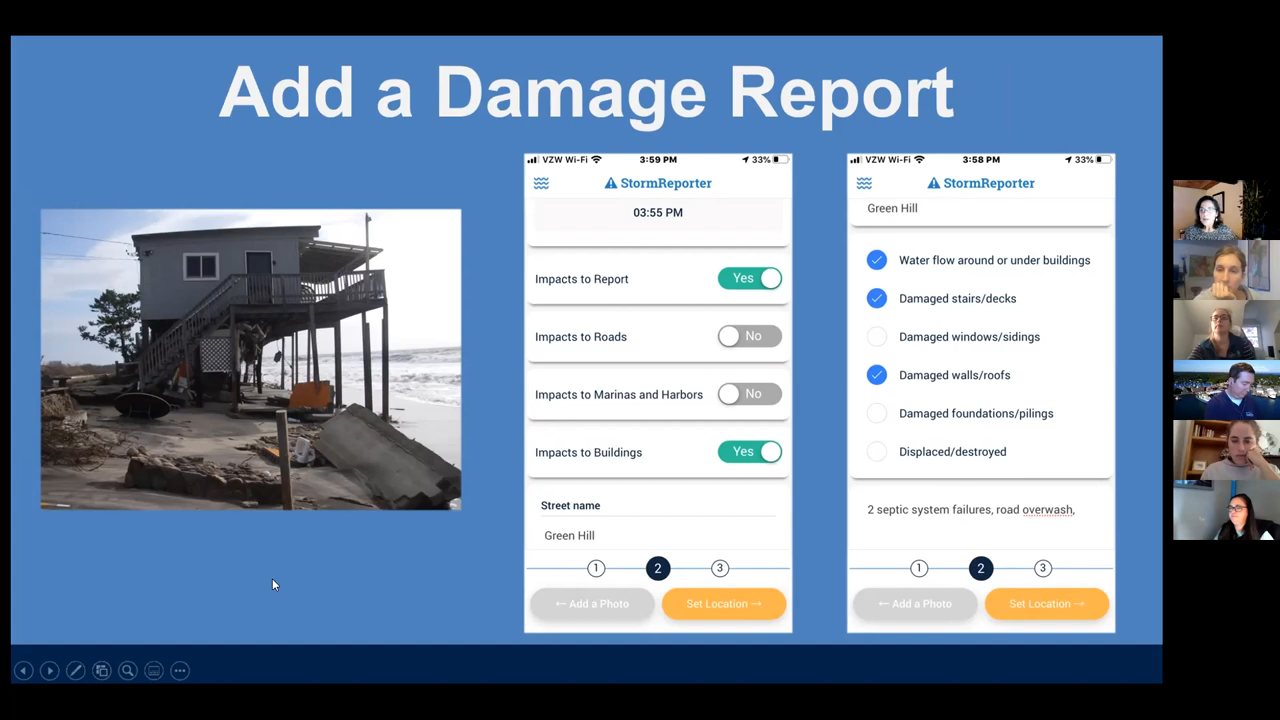 Add a Damage Report
VZW Wi-Fi 3:59 PM 33%
StormReporter
03:55 PM
Impacts to Report Yes
Impacts to Roads No
Impacts to Marinas and Harbors No
Impacts to Buildings Yes
Street name
Green Hill
1 2 3
← Add a Photo Set Location →
VZW Wi-Fi 3:58 PM 33%
StormReporter
Green Hill
Water flow around or under buildings
Damaged stairs/decks
Damaged windows/sidings
Damaged walls/roofs
Damaged foundations/pilings
Displaced/destroyed
2 septic system failures, road overwash,
1 2 3
← Add a Photo Set Location →